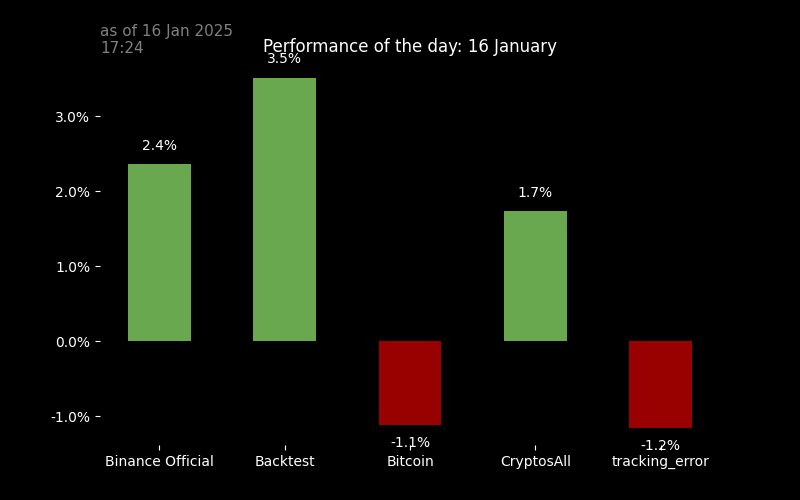 as of 16 Jan 2025
17:24
Performance of the day: 16 January
3.5%
3.0%
2.4%
2.0%
1.7%
1.0%
0.0%
-1.0%
-1.1%
-1.2%
Binance Official
Backtest
Bitcoin
CryptosAll
tracking_error